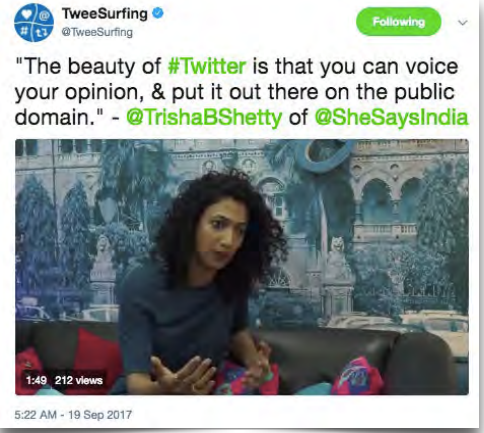 TweeSurfing
@TweeSurfing
Following
"The beauty of #Twitter is that you can voice
your opinion, & put it out there on the public
domain." - @TrishaBShetty of @SheSaysIndia
1:49 212 views
5:22 AM - 19 Sep 2017